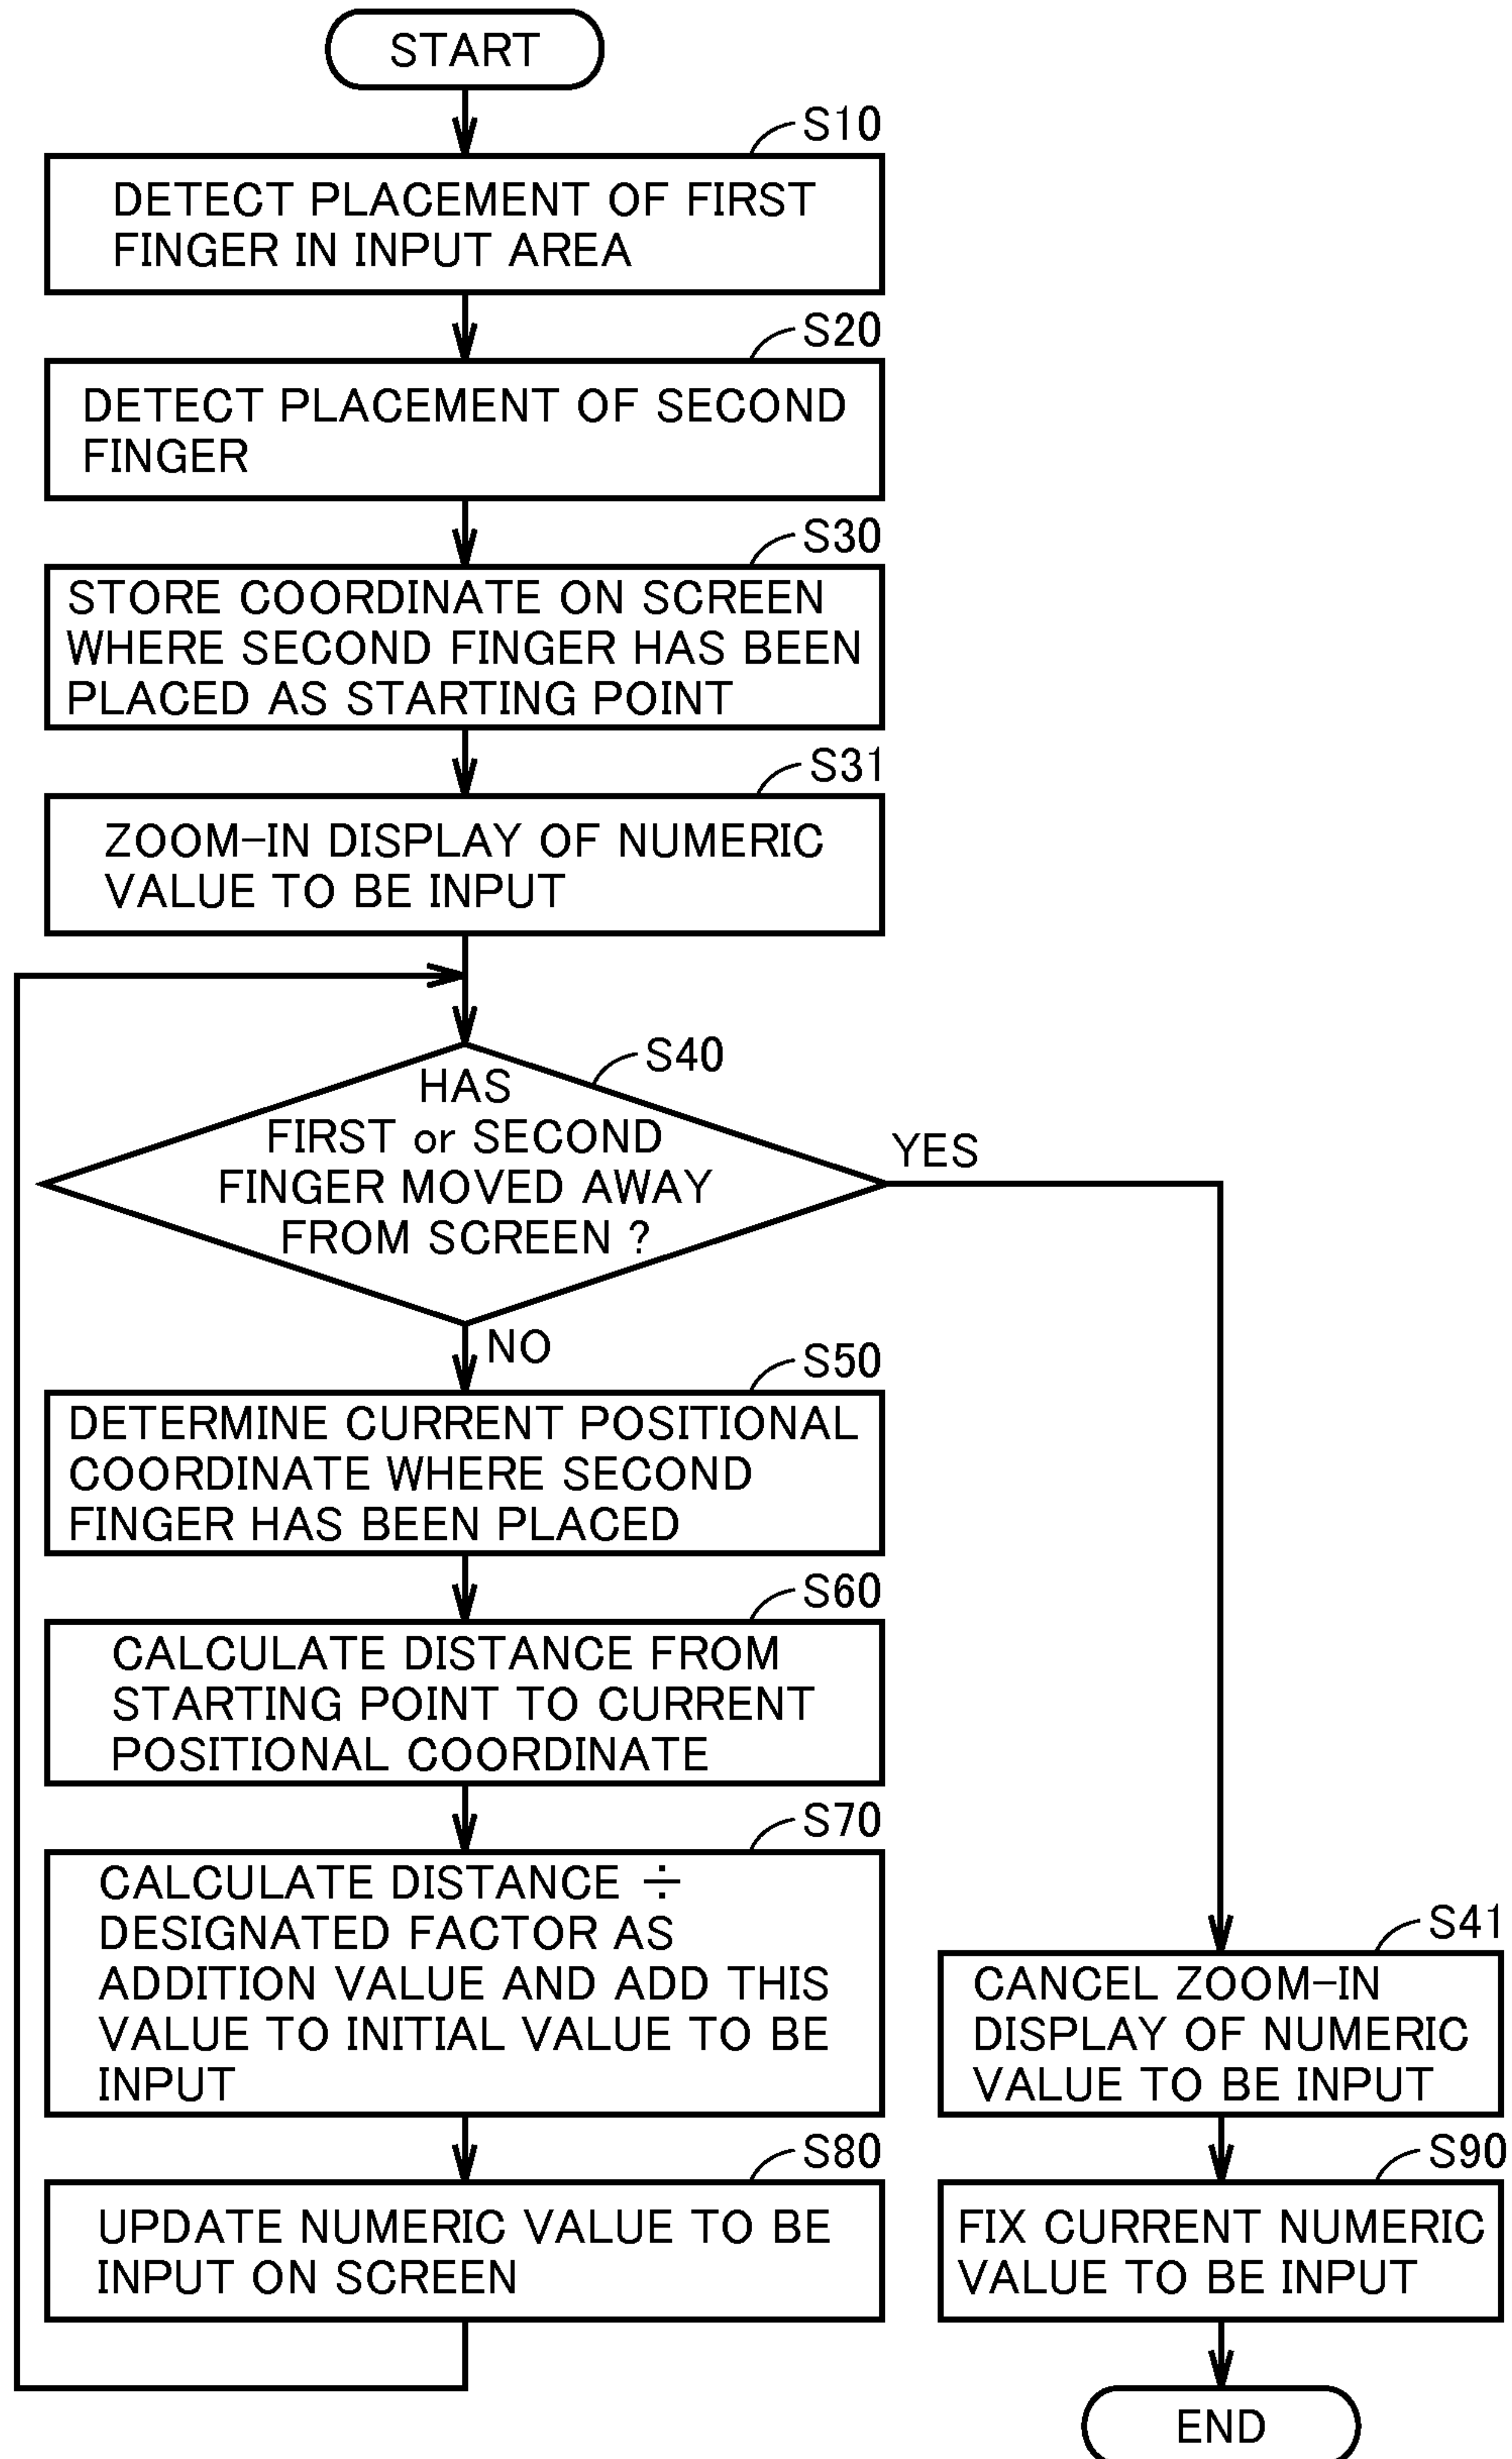 START
S10
DETECT PLACEMENT OF FIRST
FINGER IN INPUT AREA
S20
DETECT PLACEMENT OF SECOND
FINGER
S30
STORE COORDINATE ON SCREEN
WHERE SECOND FINGER HAS BEEN
PLACED AS STARTING POINT
S31
ZOOM-IN DISPLAY OF NUMERIC
VALUE TO BE INPUT
S40
HAS
FIRST or SECOND
FINGER MOVED AWAY
FROM SCREEN ?
YES
NO
S50
DETERMINE CURRENT POSITIONAL
COORDINATE WHERE SECOND
FINGER HAS BEEN PLACED
S60
CALCULATE DISTANCE FROM
STARTING POINT TO CURRENT
POSITIONAL COORDINATE
S70
CALCULATE DISTANCE ÷
DESIGNATED FACTOR AS
ADDITION VALUE AND ADD THIS
VALUE TO INITIAL VALUE TO BE
INPUT
S80
UPDATE NUMERIC VALUE TO BE
INPUT ON SCREEN
S41
CANCEL ZOOM-IN
DISPLAY OF NUMERIC
VALUE TO BE INPUT
S90
FIX CURRENT NUMERIC
VALUE TO BE INPUT
END